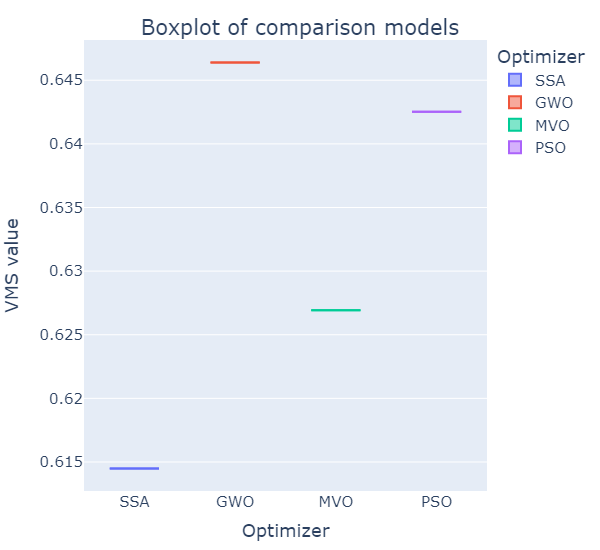 Boxplot of comparison models
Optimizer
SSA
GWO
MVO
PSO
VMS value
0.645
0.64
0.635
0.63
0.625
0.62
0.615
SSA GWO MVO PSO
Optimizer